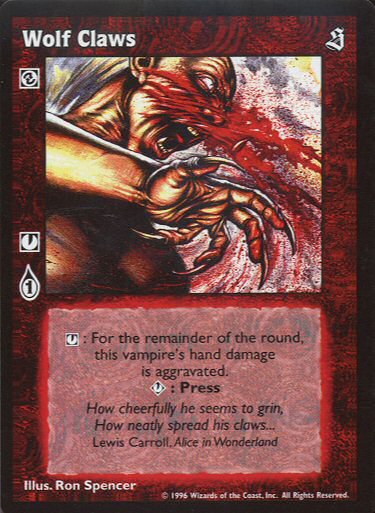 Wolf Claws
1
: For the remainder of the round,
this vampire's hand damage
is aggravated.
: Press
How cheerfully he seems to grin,
How neatly spread his claws...
Lewis Carroll, Alice in Wonderland
Illus. Ron Spencer
© 1996 Wizards of the Coast, Inc. All Rights Reserved.